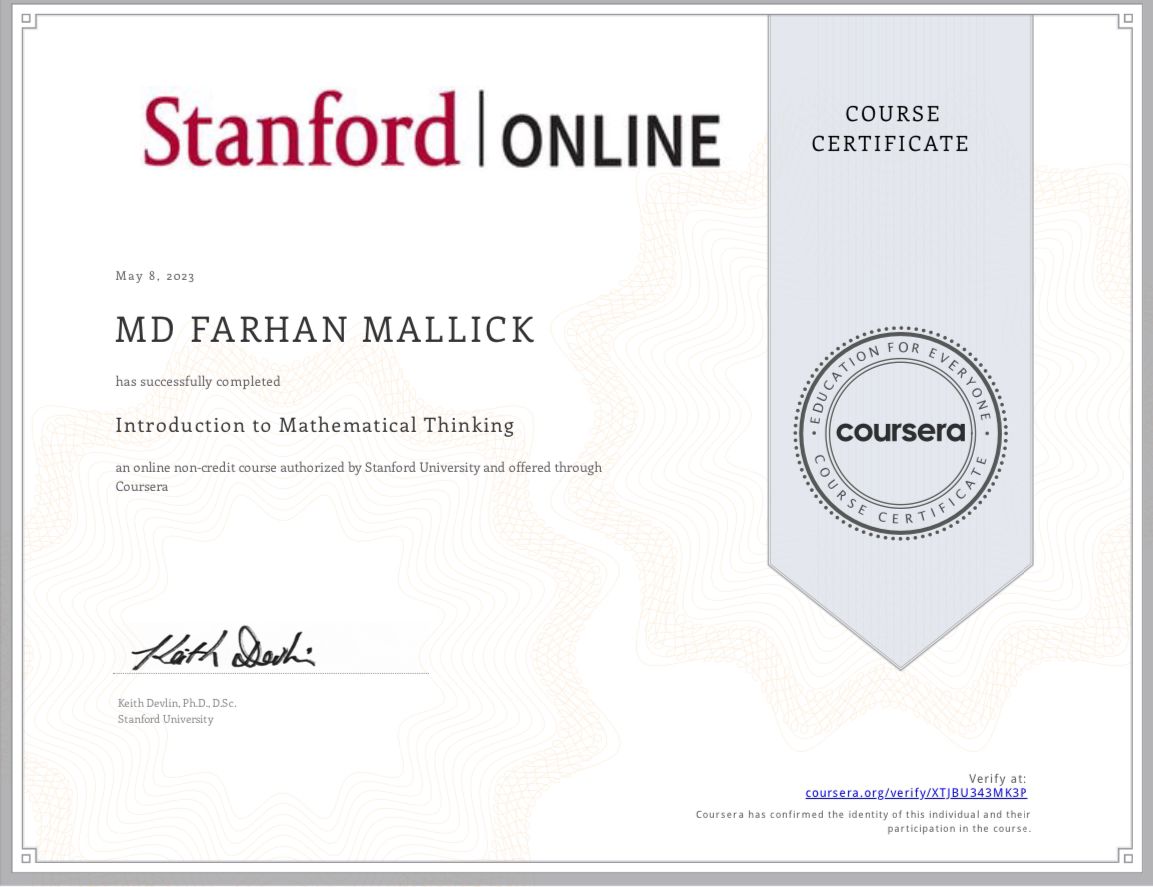 Stanford | ONLINE
COURSE
CERTIFICATE
May 8, 2023
MD FARHAN MALLICK
has successfully completed
Introduction to Mathematical Thinking
an online non-credit course authorized by Stanford University and offered through
Coursera
EDUCATION FOR EVERYONE
coursera
COURSE CERTIFICATE
Keith Devlin
Keith Devlin, Ph.D., D.Sc.
Stanford University
Verify at:
coursera.org/verify/XTJBU343MK3P
Coursera has confirmed the identity of this individual and their
participation in the course.